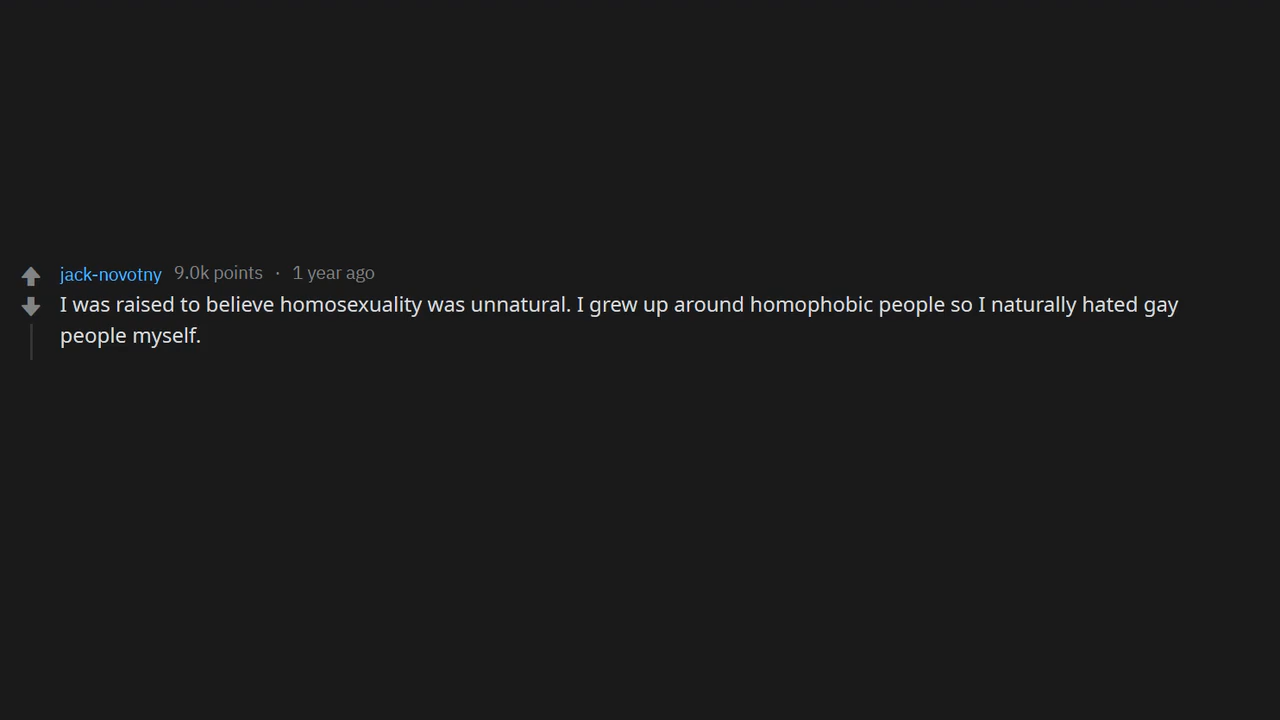 jack-novotny 9.0k points · 1 year ago
I was raised to believe homosexuality was unnatural. I grew up around homophobic people so I naturally hated gay
people myself.